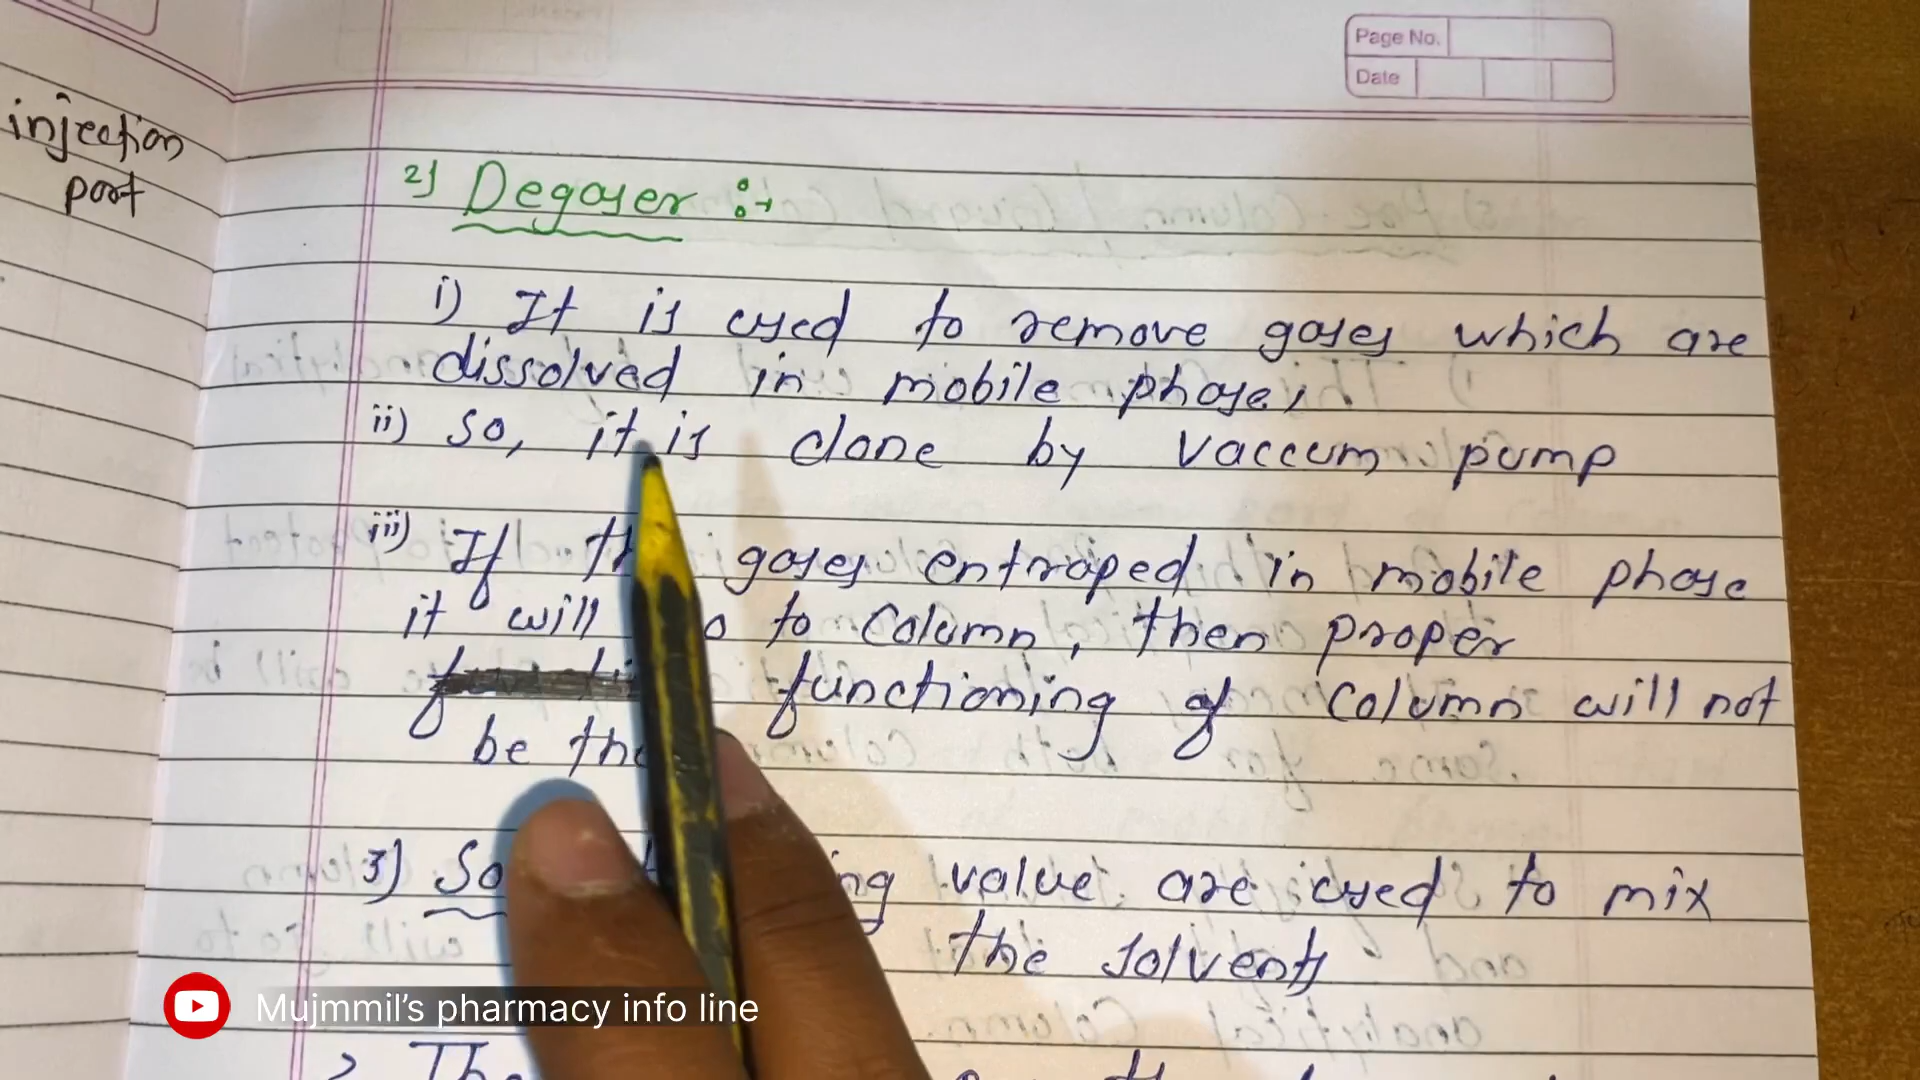 Page No.
Date
injection
port
2) Degaser :→
i) It is used to remove gases which are
dissolved in mobile phase,
ii) So, it is done by vaccum pump
iii) If gases entraped in mobile phase
it will to column, then proper
functioning of column will not
be
3) value are used to mix
the solvents
Mujmmil's pharmacy info line